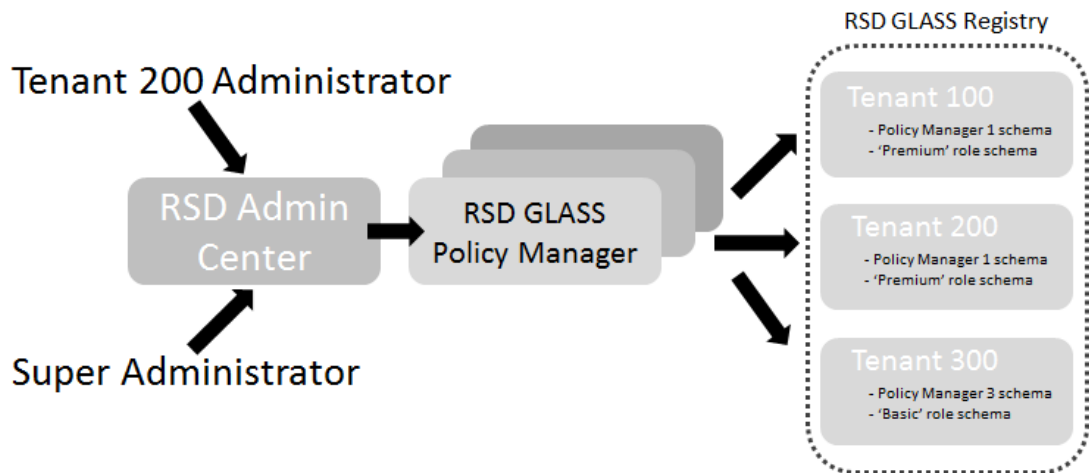 RSD GLASS Registry
Tenant 200 Administrator
RSD Admin
Center
Super Administrator
RSD GLASS
Policy Manager
Tenant 100
- Policy Manager 1 schema
- ‘Premium’ role schema
Tenant 200
- Policy Manager 1 schema
- ‘Premium’ role schema
Tenant 300
- Policy Manager 3 schema
- ‘Basic’ role schema